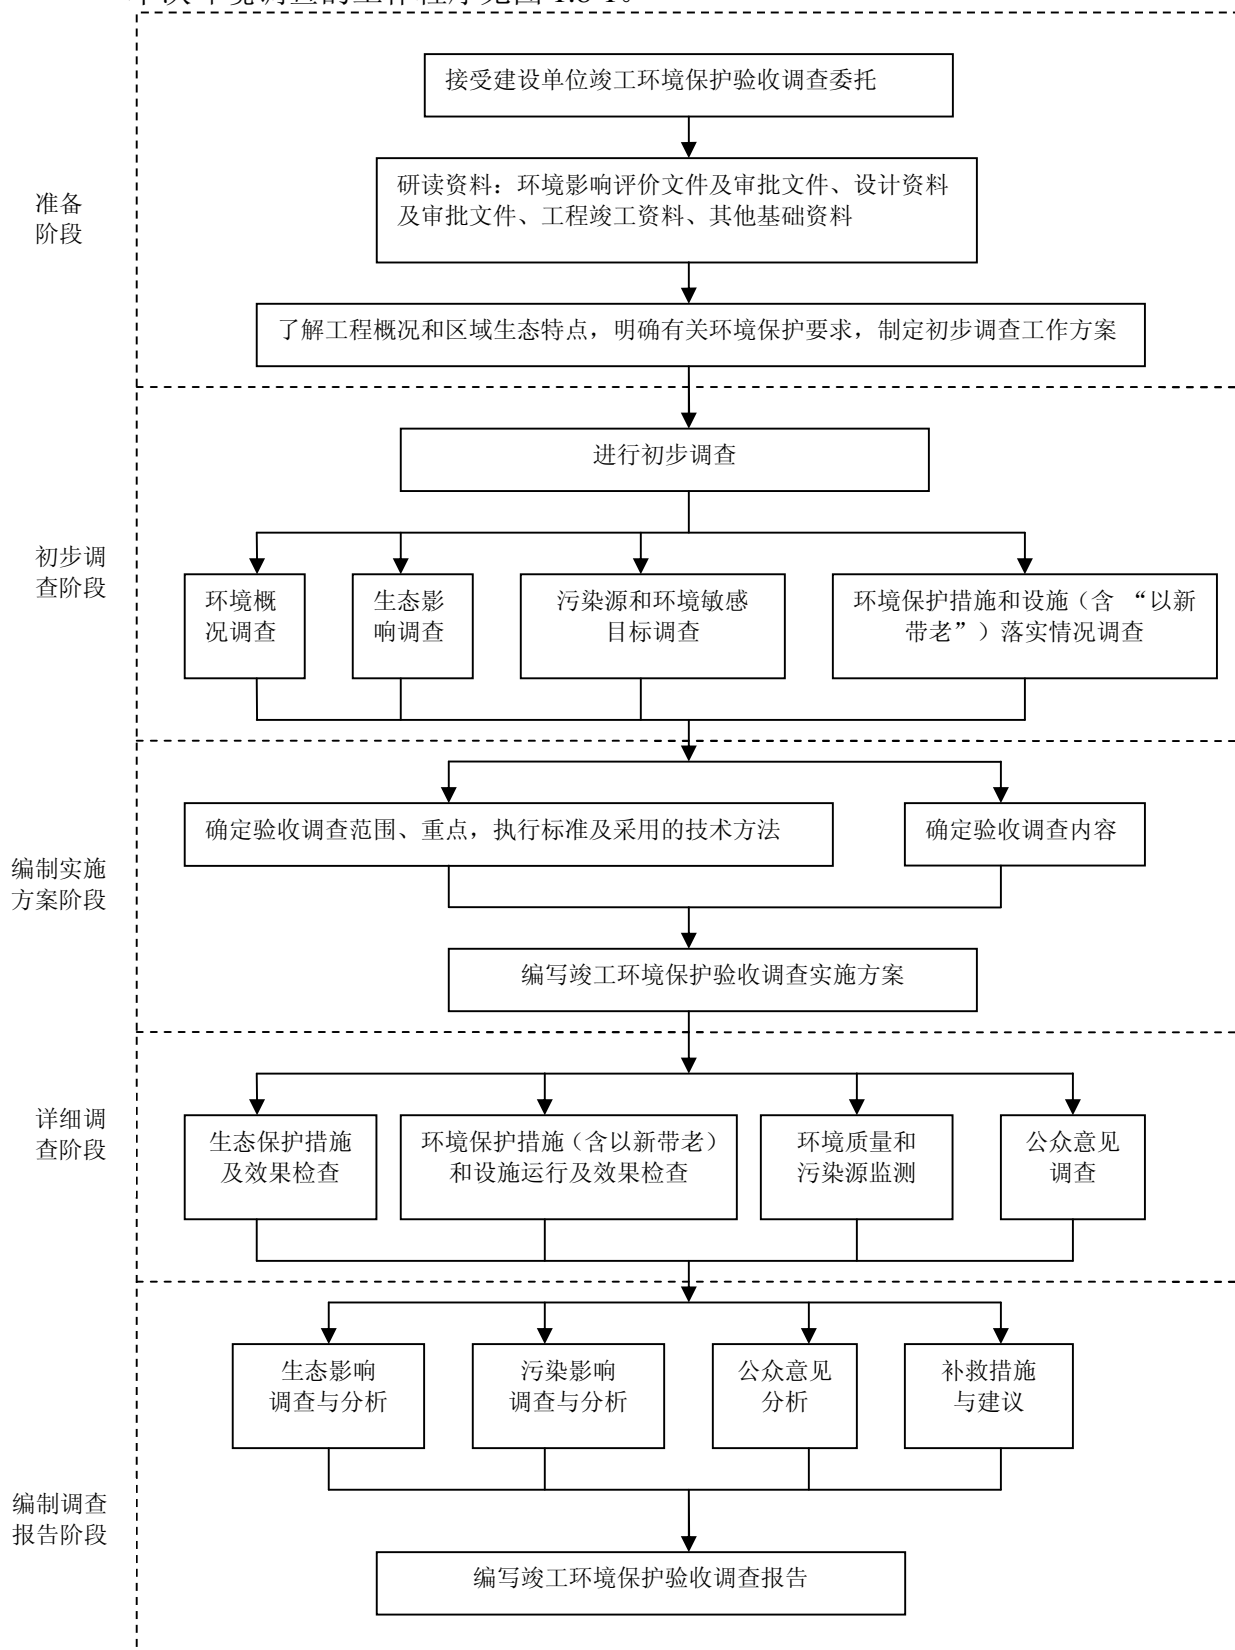 本次环境调查的工作程序见图 1.8-1。
接受建设单位竣工环境保护验收调查委托
准备
阶段
研读资料：环境影响评价文件及审批文件、设计资料
及审批文件、工程竣工资料、其他基础资料
了解工程概况和区域生态特点，明确有关环境保护要求，制定初步调查工作方案
进行初步调查
初步调
查阶段
环境概
况调查
生态影
响调查
污染源和环境敏感
目标调查
环境保护措施和设施（含 “以新
带老”）落实情况调查
编制实施
方案阶段
确定验收调查范围、重点，执行标准及采用的技术方法
确定验收调查内容
编写竣工环境保护验收调查实施方案
详细调
查阶段
生态保护措施
及效果检查
环境保护措施（含以新带老）
和设施运行及效果检查
环境质量和
污染源监测
公众意见
调查
生态影响
调查与分析
污染影响
调查与分析
公众意见
分析
补救措施
与建议
编制调查
报告阶段
编写竣工环境保护验收调查报告